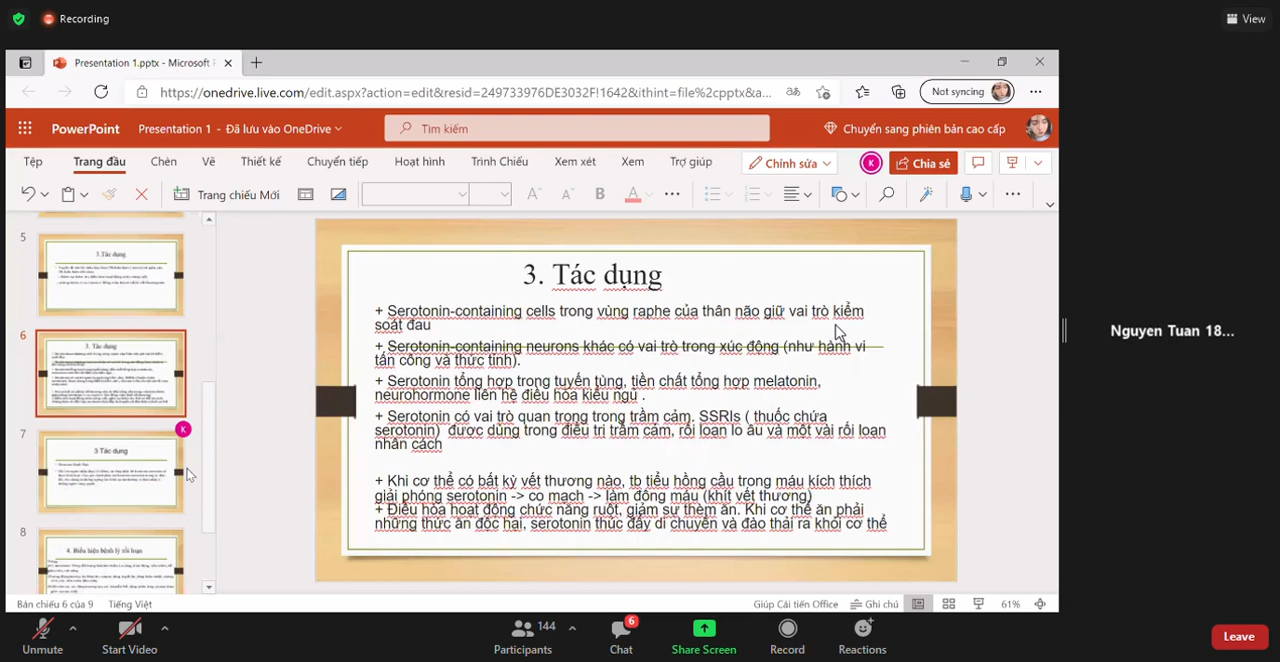 Recording
View
Presentation 1.pptx - Microsoft
https://onedrive.live.com/edit.aspx?action=edit&resid=249733976DE3032F!1642&ithint=file%2cpptx&a...
Not syncing
PowerPoint
Presentation 1 - Đã lưu vào OneDrive
Tìm kiếm
Chuyển sang phiên bản cao cấp
Tệp Trang đầu Chèn Vẽ Thiết kế Chuyển tiếp Hoạt hình Trình Chiếu Xem xét Xem Trợ giúp
Chỉnh sửa
K
Chia sẻ
Trang chiếu Mới
5
3.Tác dụng
6
3. Tác dụng
7
K
3 Tác dụng
8
4. Biểu hiện bệnh lý rối loạn
3. Tác dụng
+ Serotonin-containing cells trong vùng raphe của thân não giữ vai trò kiểm
soát đau
+ Serotonin-containing neurons khác có vai trò trong xúc động (như hành vi
tấn công và thức tỉnh).
+ Serotonin tổng hợp trong tuyến tùng, tiền chất tổng hợp melatonin,
neurohormone liên hệ điều hòa kiểu ngủ .
+ Serotonin có vai trò quan trọng trong trầm cảm. SSRIs ( thuốc chứa
serotonin) được dùng trong điều trị trầm cảm, rối loạn lo âu và một vài rối loạn
nhân cách
+ Khi cơ thể có bất kỳ vết thương nào, tb tiểu hồng cầu trong máu kích thích
giải phóng serotonin -> co mạch -> làm đông máu (khít vết thương)
+ Điều hòa hoạt động chức năng ruột, giảm sự thèm ăn. Khi cơ thể ăn phải
những thức ăn độc hại, serotonin thúc đẩy di chuyển và đào thải ra khỏi cơ thể
Nguyen Tuan 18...
Bản chiếu 6 của 9
Tiếng Việt
Giúp Cải tiến Office
Ghi chú
61%
Unmute
Start Video
144
Participants
6
Chat
Share Screen
Record
Reactions
Leave